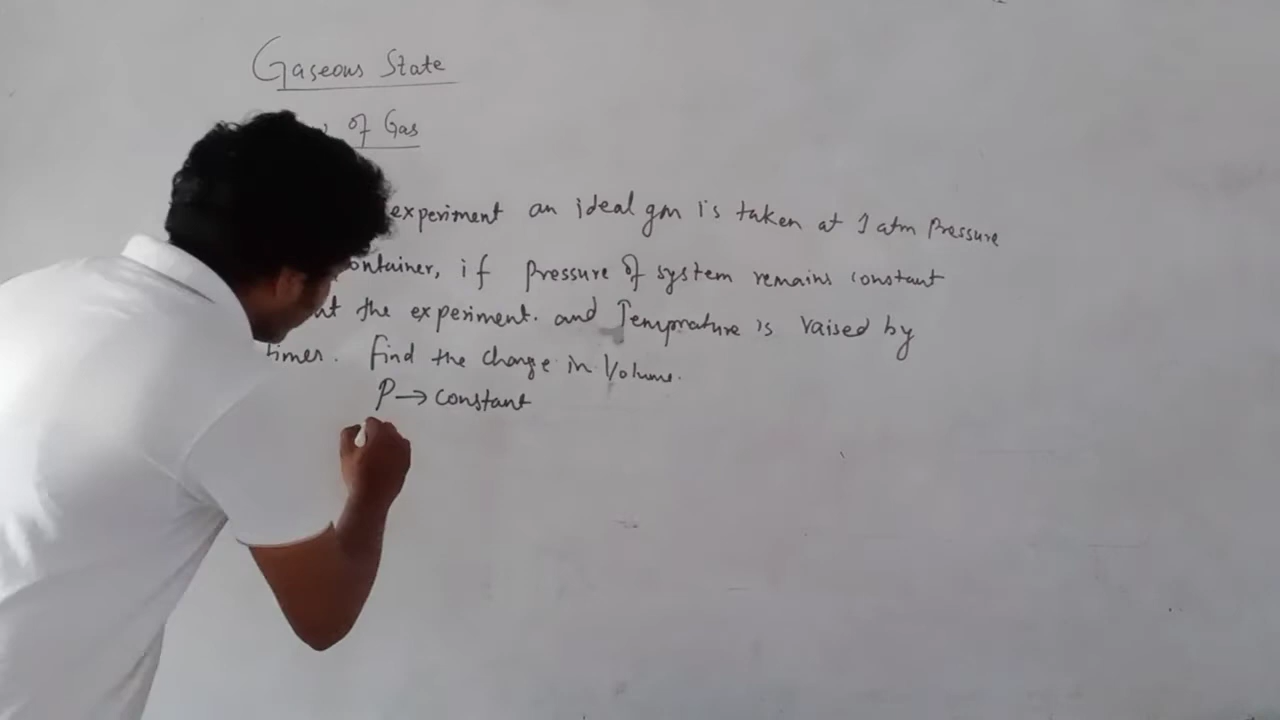 Gaseous State
of Gas
experiment an ideal gm is taken at 1 atm Pressure
ontainer, if Pressure of system remains constant
the experiment. and Temprature is raised by
times. find the change in Volume.
P → constant